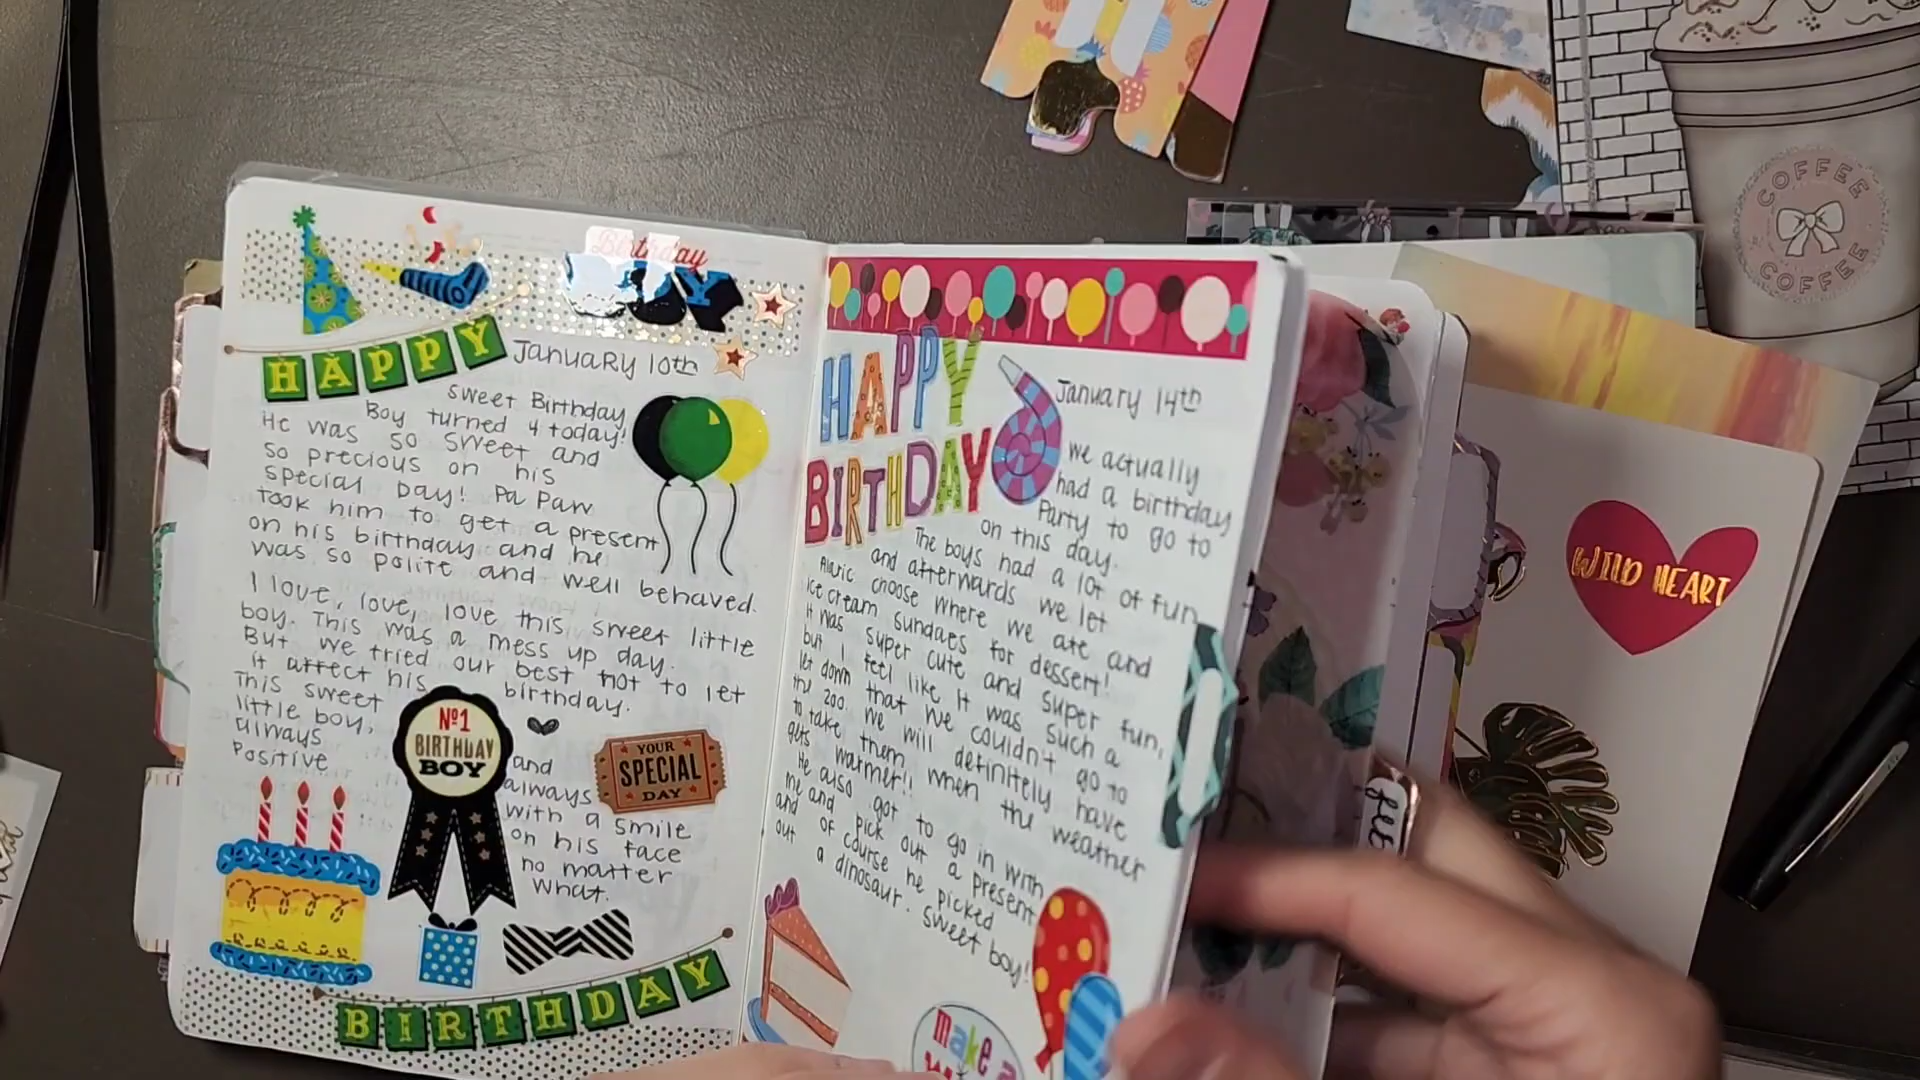 Birthday
BOY
HAPPY
January 10th
Sweet Birthday
Boy turned 4 today!
He was so sweet and
so precious on his
special Day! Pa Paw
took him to get a present
on his birthday and he
was so polite and well behaved.
I love, love, love this sweet little
boy. This was a mess up day.
But we tried our best not to let
it affect his birthday.
This sweet
little boy,
always
Positive
No1
BIRTHDAY
BOY
and
always
with a smile
on his face
no matter
what.
YOUR
SPECIAL
DAY
BIRTHDAY
HAPPY
BIRTHDAY
January 14th
we actually
had a birthday
Party to go to
on this day.
The boys had a lot of fun
and afterwards we let
Alaric choose where we ate and
ice cream sundaes for dessert!
It was super cute and super fun,
but I feel like it was such a
let down that we couldn't go to
the zoo. We will definitely have
to take them when the weather
gets warmer!!
He also got to go in with
me and pick out a present
and of course he picked
out a dinosaur. Sweet boy!
make a
COFFEE
COFFEE
WILD HEART